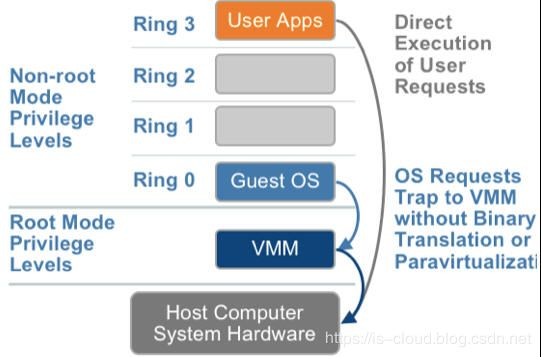 Ring 3
User Apps
Direct
Execution
of User
Requests
Non-root
Mode
Privilege
Levels
Ring 2
Ring 1
Ring 0
Guest OS
OS Requests
Trap to VMM
without Binary
Translation or
Paravirtualizati
Root Mode
Privilege
Levels
VMM
Host Computer
System Hardware
https://is-cloud.blog.csdn.net